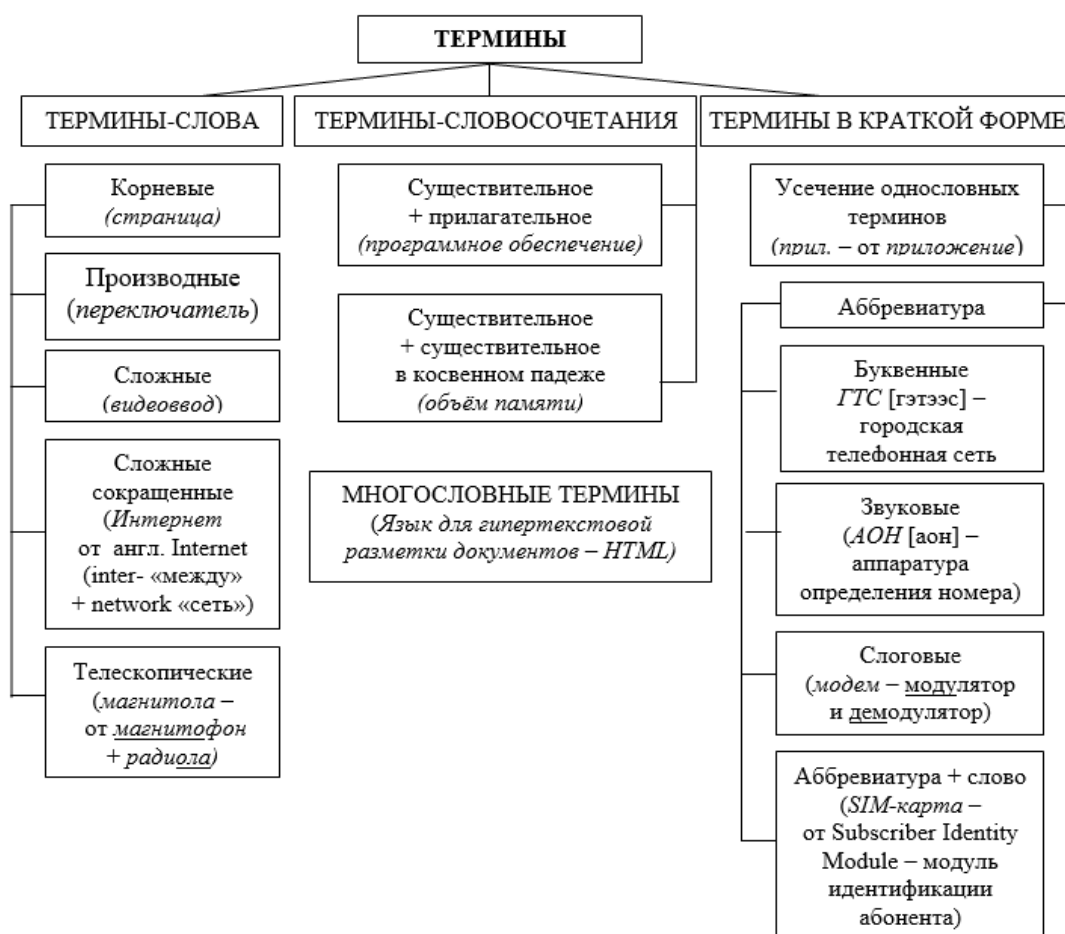 ТЕРМИНЫ
ТЕРМИНЫ-СЛОВА
Корневые
(страница)
Производные
(переключатель)
Сложные
(видеоввод)
Сложные
сокращенные
(Интернет
от англ. Internet
(inter- «между»
+ network «сеть»)
Телескопические
(магнитола –
от магнитофон
+ радиола)
ТЕРМИНЫ-СЛОВОСОЧЕТАНИЯ
Существительное
+ прилагательное
(программное обеспечение)
Существительное
+ существительное
в косвенном падеже
(объём памяти)
МНОГОСЛОВНЫЕ ТЕРМИНЫ
(Язык для гипертекстовой
разметки документов – HTML)
ТЕРМИНЫ В КРАТКОЙ ФОРМЕ
Усечение однословных
терминов
(прил. – от приложение)
Аббревиатура
Буквенные
ГТС [гэтээс] –
городская
телефонная сеть
Звуковые
(АОН [аон] –
аппаратура
определения номера)
Слоговые
(модем – модулятор
и демодулятор)
Аббревиатура + слово
(SIM-карта –
от Subscriber Identity
Module – модуль
идентификации
абонента)